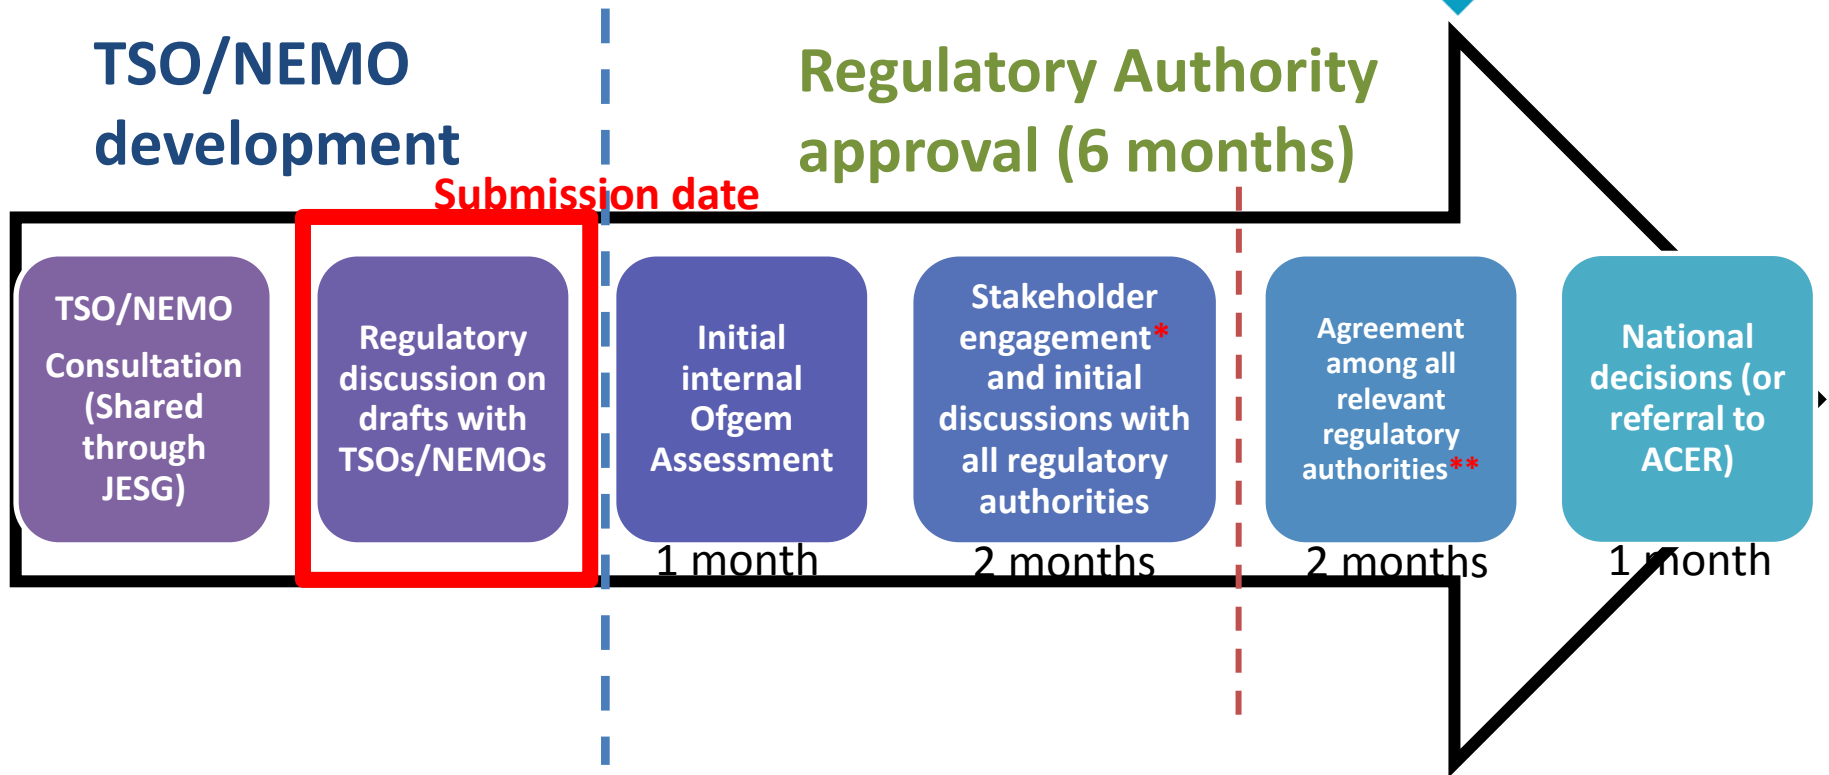 TSO/NEMO
development
Regulatory Authority
approval (6 months)
Submission date
TSO/NEMO
Consultation
(Shared
through
JESG)
Regulatory
discussion on
drafts with
TSOs/NEMOs
Initial
internal
Ofgem
Assessment
Stakeholder
engagement*
and initial
discussions with
all regulatory
authorities
Agreement
among all
relevant
regulatory
authorities**
National
decisions (or
referral to
ACER)
1 month
2 months
2 months
1 month